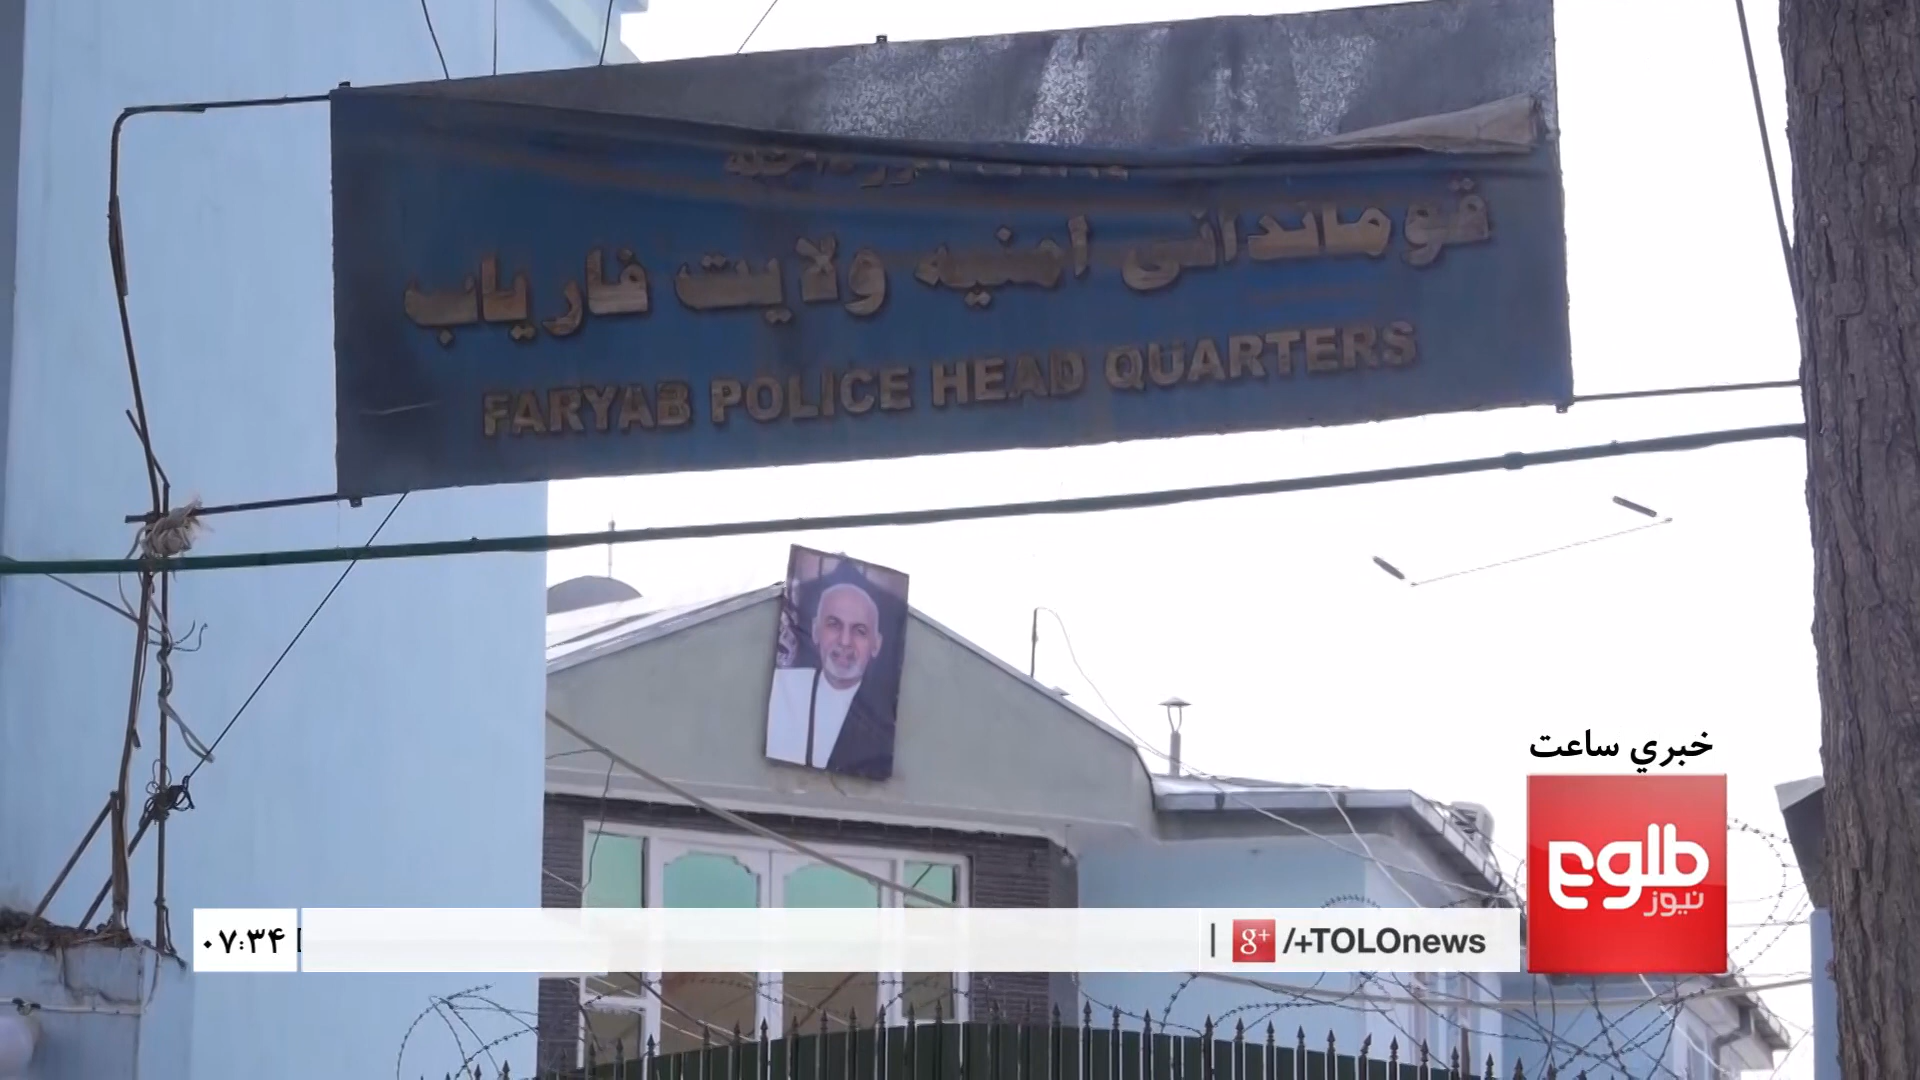 قوماندانی امنیه ولایت فاریاب
FARYAB POLICE HEAD QUARTERS
خبري ساعت
طلوع
نیوز
۰۷:۳۴
| g+ /+TOLOnews